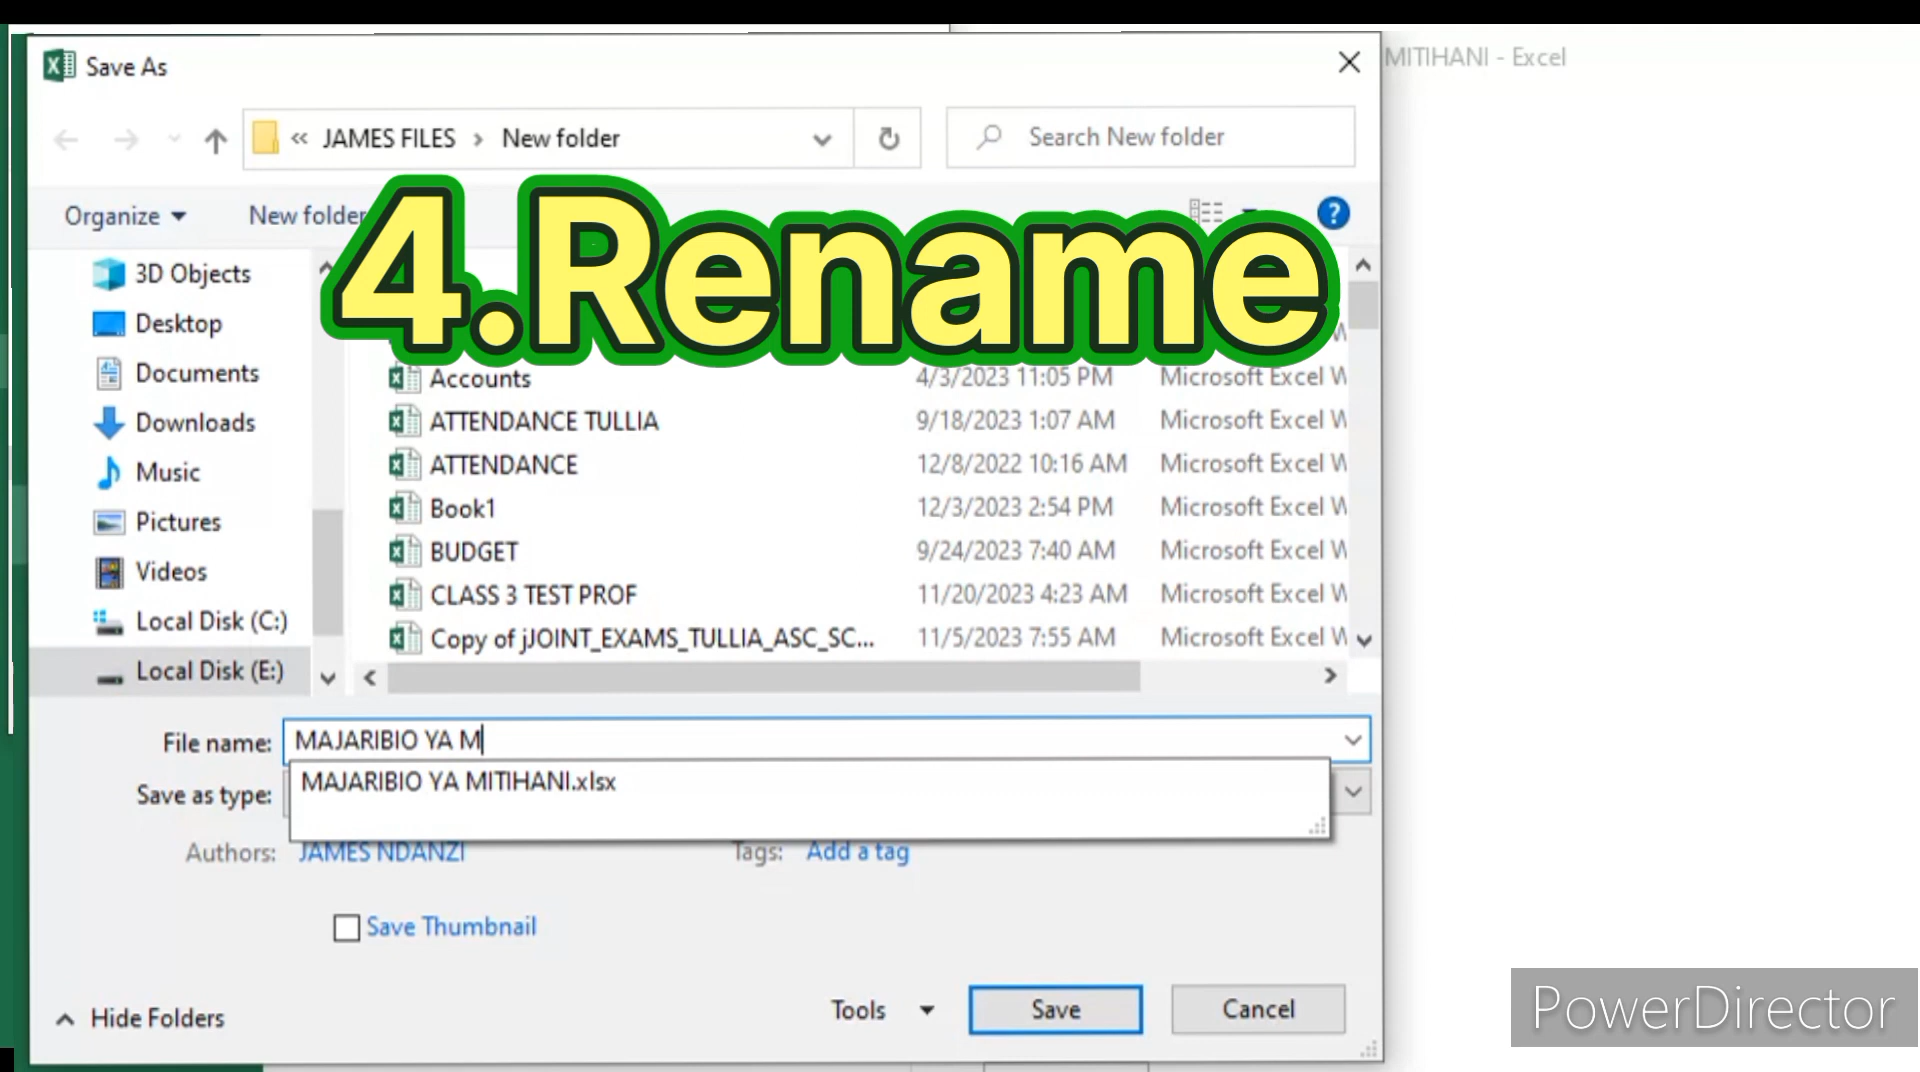 Save As
MITIHANI - Excel
« JAMES FILES › New folder
Search New folder
Organize
New folder
4.Rename
3D Objects
Desktop
Documents
Downloads
Music
Pictures
Videos
Local Disk (C:)
Local Disk (E:)
Accounts 4/3/2023 11:05 PM Microsoft Excel W
ATTENDANCE TULLIA 9/18/2023 1:07 AM Microsoft Excel W
ATTENDANCE 12/8/2022 10:16 AM Microsoft Excel W
Book1 12/3/2023 2:54 PM Microsoft Excel W
BUDGET 9/24/2023 7:40 AM Microsoft Excel W
CLASS 3 TEST PROF 11/20/2023 4:23 AM Microsoft Excel W
Copy of jJOINT_EXAMS_TULLIA_ASC_SC... 11/5/2023 7:55 AM Microsoft Excel W
File name: MAJARIBIO YA M
MAJARIBIO YA MITIHANI.xlsx
Save as type:
Authors: JAMES NDANZI Tags: Add a tag
Save Thumbnail
Hide Folders
Tools
Save
Cancel
PowerDirector